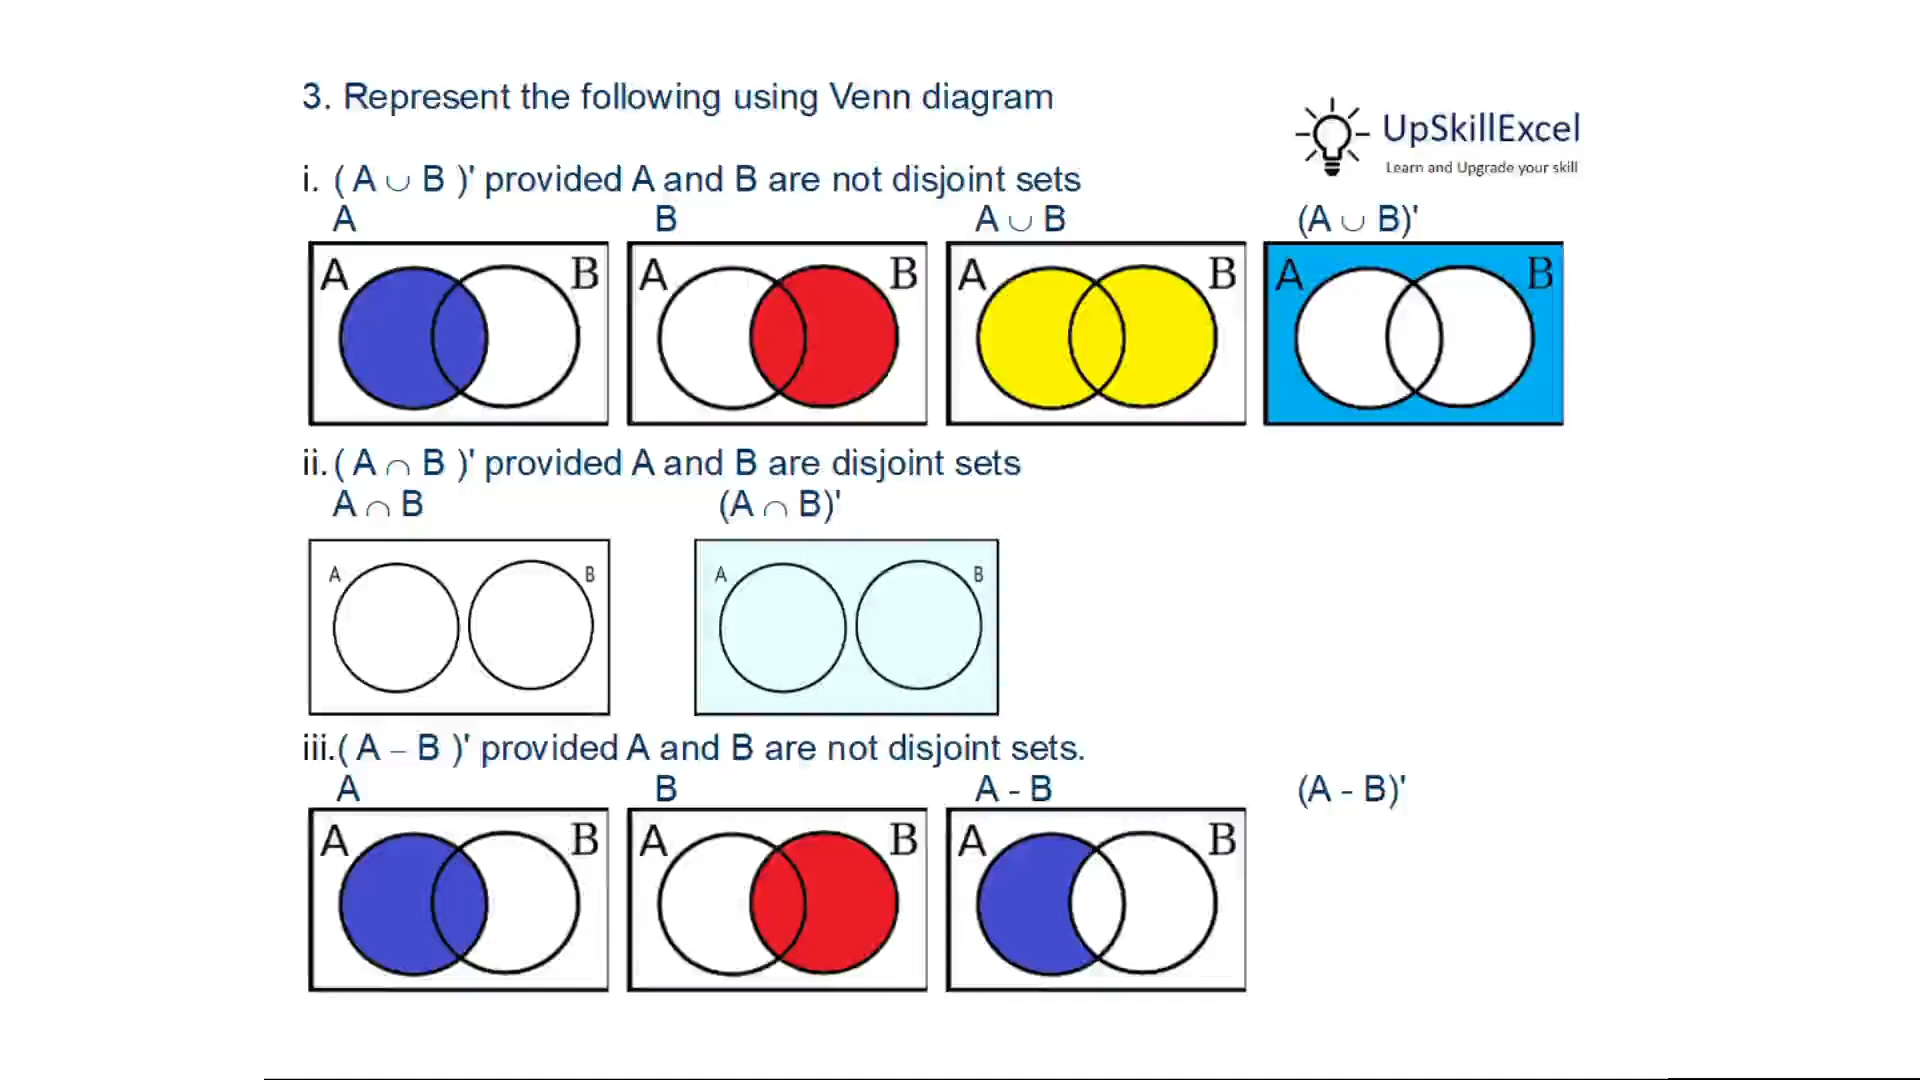 3. Represent the following using Venn diagram
UpSkillExcel
Learn and Upgrade your skill
i. ( A ∪ B )' provided A and B are not disjoint sets
A B A ∪ B (A ∪ B)'
A B A B A B A B
ii. ( A ∩ B )' provided A and B are disjoint sets
A ∩ B (A ∩ B)'
A B A B
iii.( A – B )' provided A and B are not disjoint sets.
A B A - B (A - B)'
A B A B A B